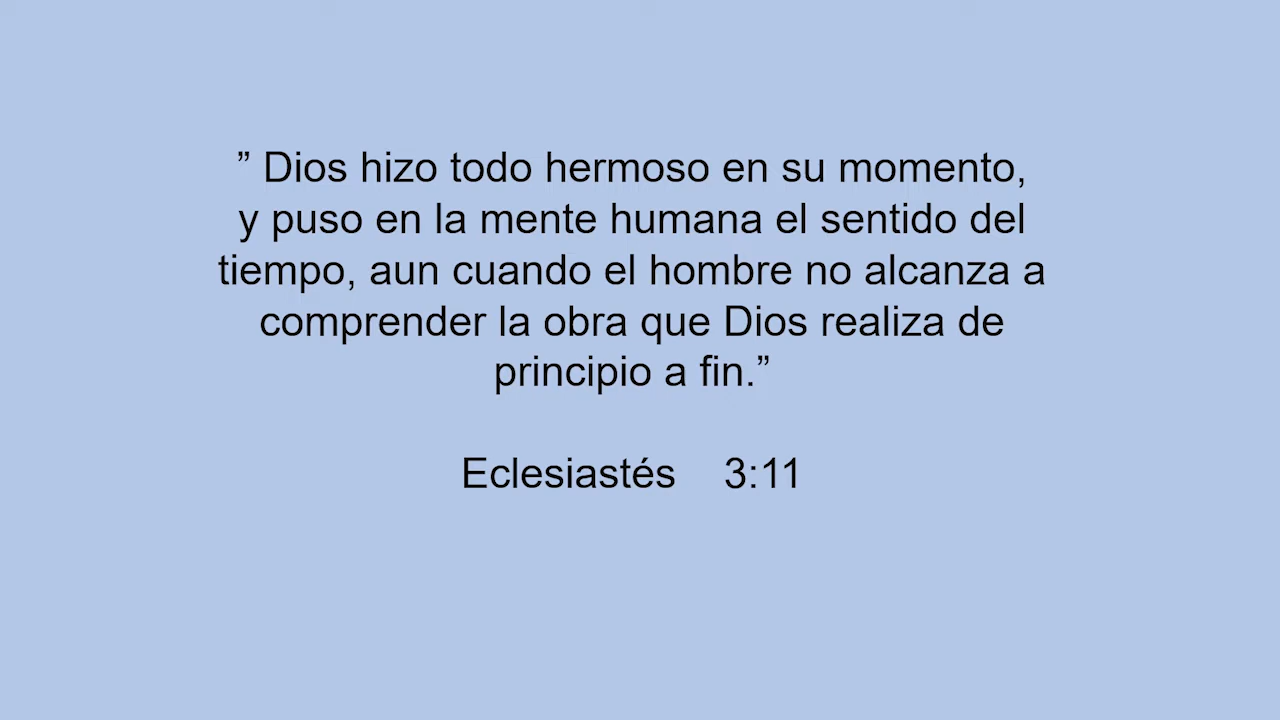 ” Dios hizo todo hermoso en su momento,
y puso en la mente humana el sentido del
tiempo, aun cuando el hombre no alcanza a
comprender la obra que Dios realiza de
principio a fin.”
Eclesiastés 3:11